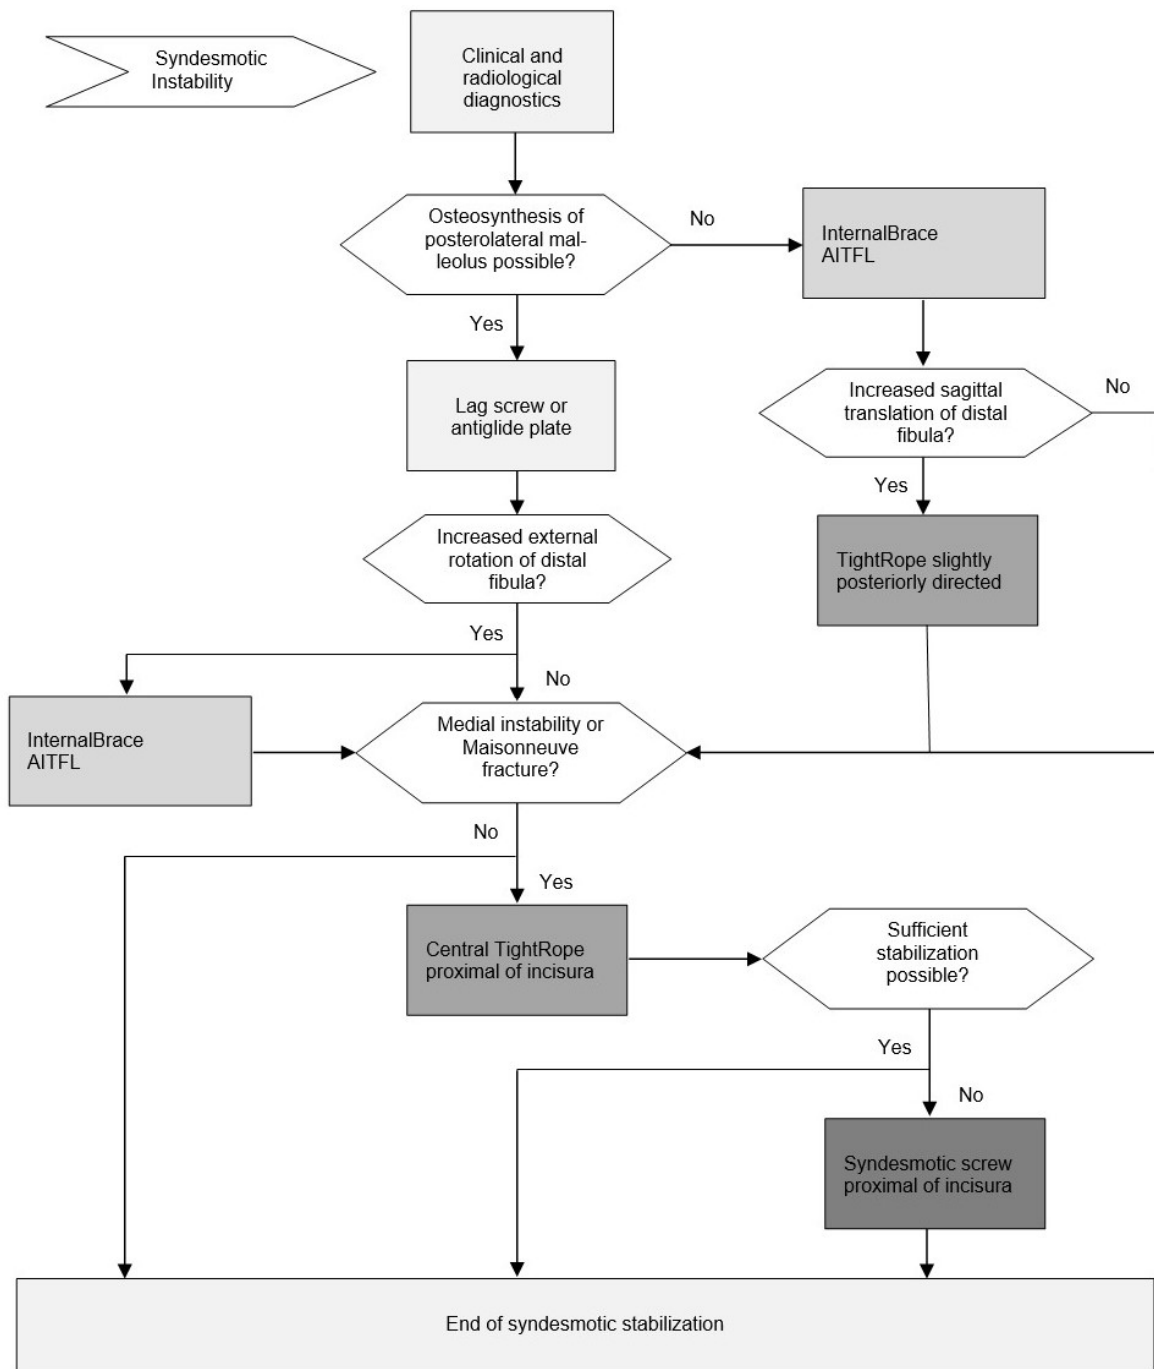 Syndesmotic
Instability
Clinical and
radiological
diagnostics
Osteosynthesis of
posterolateral mal-
leolus possible?
No
InternalBrace
AITFL
Yes
Lag screw or
antiglide plate
Increased sagittal
translation of distal
fibula?
No
Yes
Increased external
rotation of distal
fibula?
TightRope slightly
posteriorly directed
Yes
No
InternalBrace
AITFL
Medial instability or
Maisonneuve
fracture?
No
Yes
Central TightRope
proximal of incisura
Sufficient
stabilization
possible?
Yes
No
Syndesmotic screw
proximal of incisura
End of syndesmotic stabilization